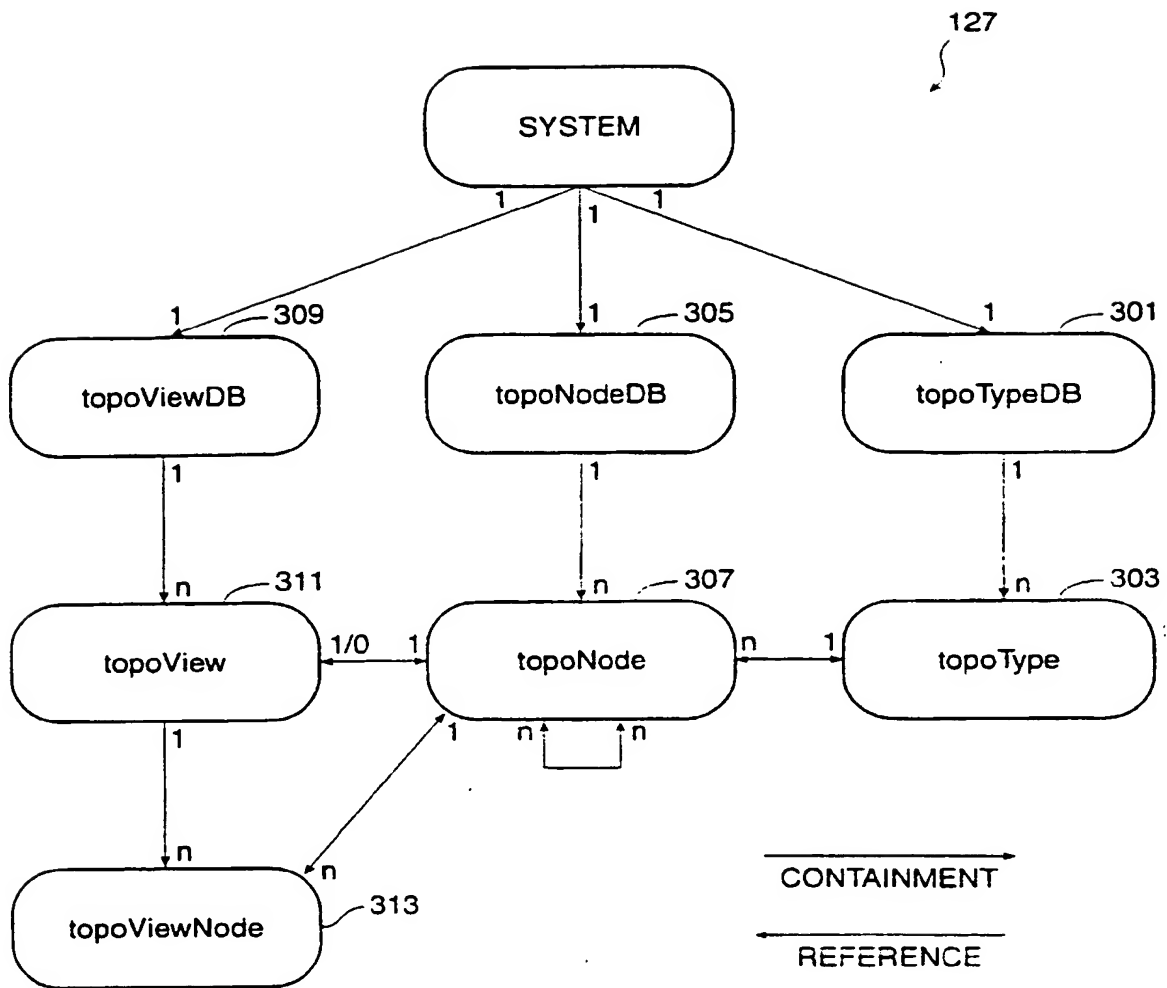 127
SYSTEM
1 1 1
1 309 1 305 1 301
topoViewDB topoNodeDB topoTypeDB
1 1 1
n 311 n 307 n 303
topoView 1/0 1 topoNode n 1 topoType
1 1 n n
n n
topoViewNode 313
CONTAINMENT
REFERENCE